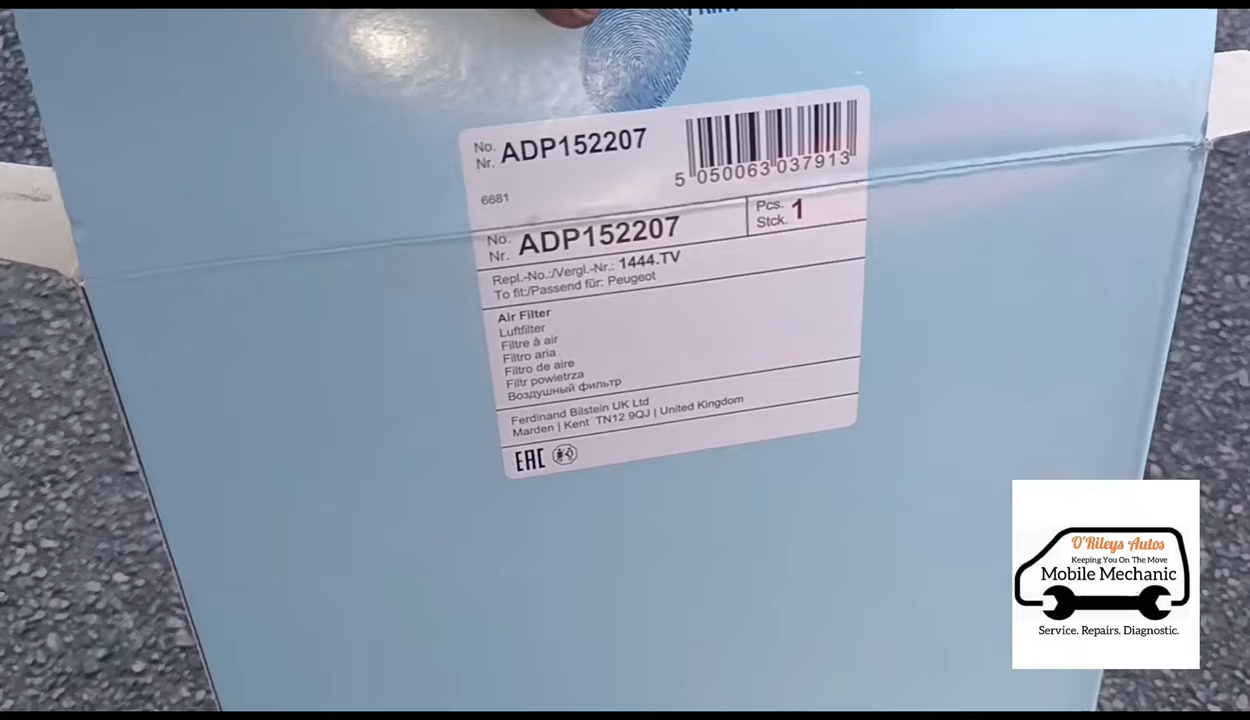 No.
Nr. ADP152207
5 050063 037913
6681
No.
Nr. ADP152207
Pcs.
Stck. 1
Repl.-No.:/Vergl.-Nr.: 1444.TV
To fit:/Passend für: Peugeot
Air Filter
Luftfilter
Filtre à air
Filtro aria
Filtro de aire
Filtr powietrza
Воздушный фильтр
Ferdinand Bilstein UK Ltd
Marden | Kent TN12 9QJ | United Kingdom
EAC
O'Rileys Autos
Keeping You On The Move
Mobile Mechanic
Service. Repairs. Diagnostic.